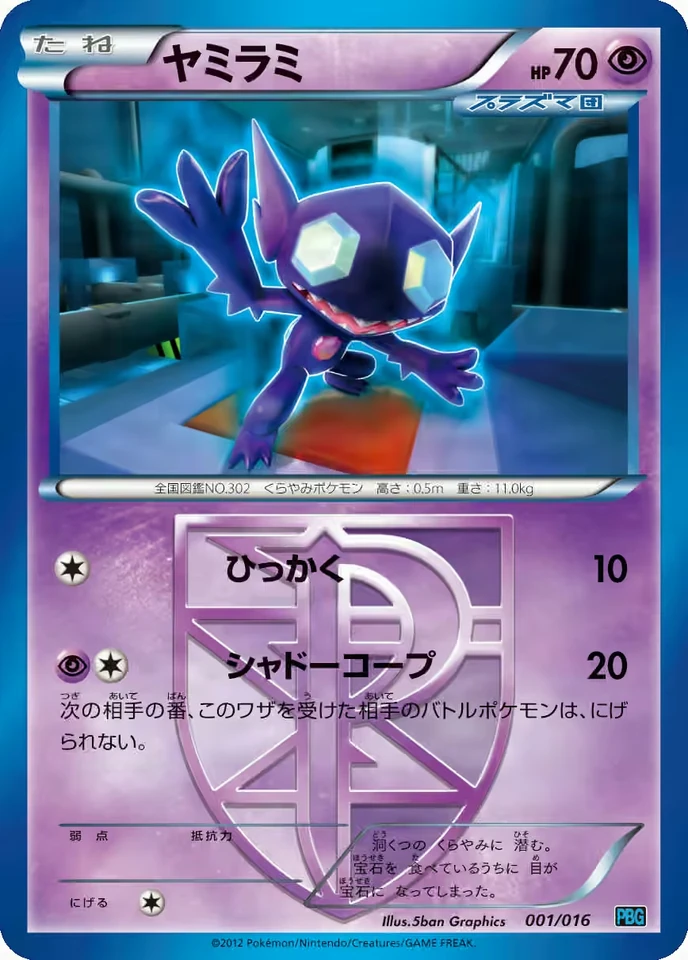 たね
ヤミラミ
HP70
プラズマ団
全国図鑑NO.302 くらやみポケモン 高さ:0.5m 重さ:11.0kg
ひっかく 10
シャドーコープ 20
次の相手の番、このワザを受けた相手のバトルポケモンは、にげ
られない。
弱点 抵抗力
にげる
洞くつの くらやみに 潜む。
宝石を 食べているうちに 目が
宝石に なってしまった。
Illus.5ban Graphics 001/016 PBG
©2012 Pokémon/Nintendo/Creatures/GAME FREAK.